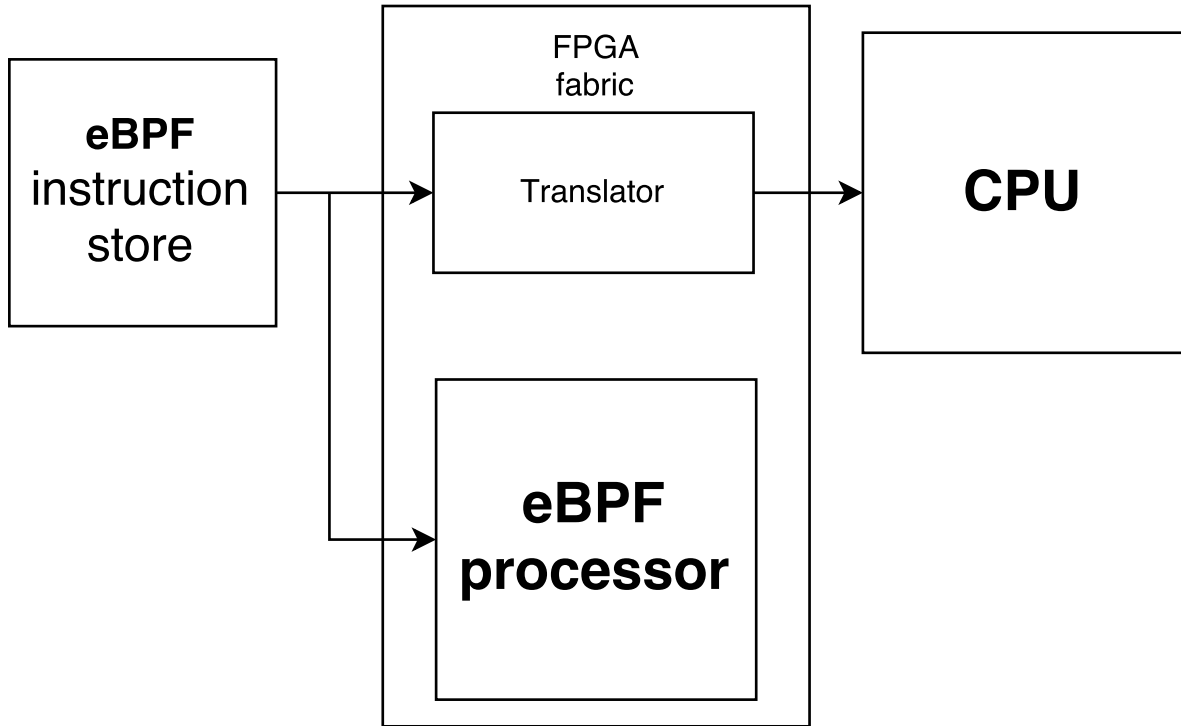 eBPF
instruction
store
FPGA
fabric
Translator
CPU
eBPF
processor